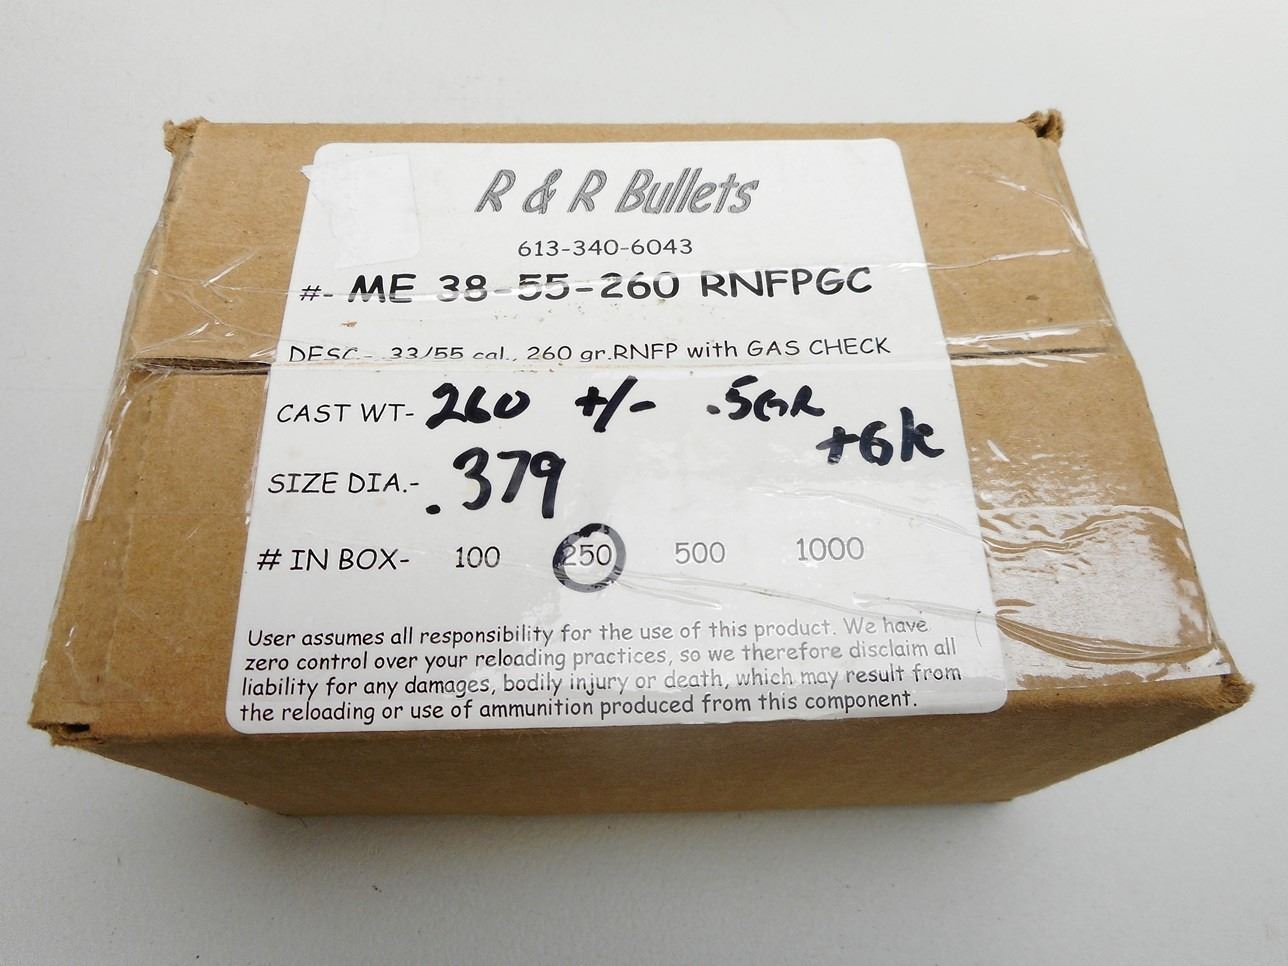 R & R Bullets
613-340-6043
#- ME 38-55-260 RNFPGC
DESC- .33/55 cal., 260 gr.RNFP with GAS CHECK
CAST WT- 260 +/- .5GR
+Gk
SIZE DIA.- .379
# IN BOX- 100 250 500 1000
User assumes all responsibility for the use of this product. We have
zero control over your reloading practices, so we therefore disclaim all
liability for any damages, bodily injury or death, which may result from
the reloading or use of ammunition produced from this component.